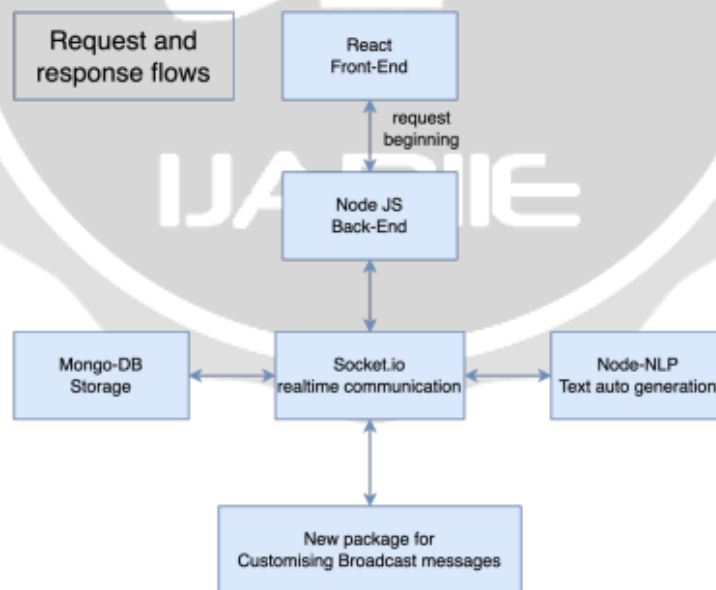 Request and
response flows
React
Front-End
request
beginning
IJARIIE
Node JS
Back-End
Mongo-DB
Storage
Socket.io
realtime communication
Node-NLP
Text auto generation
New package for
Customising Broadcast messages